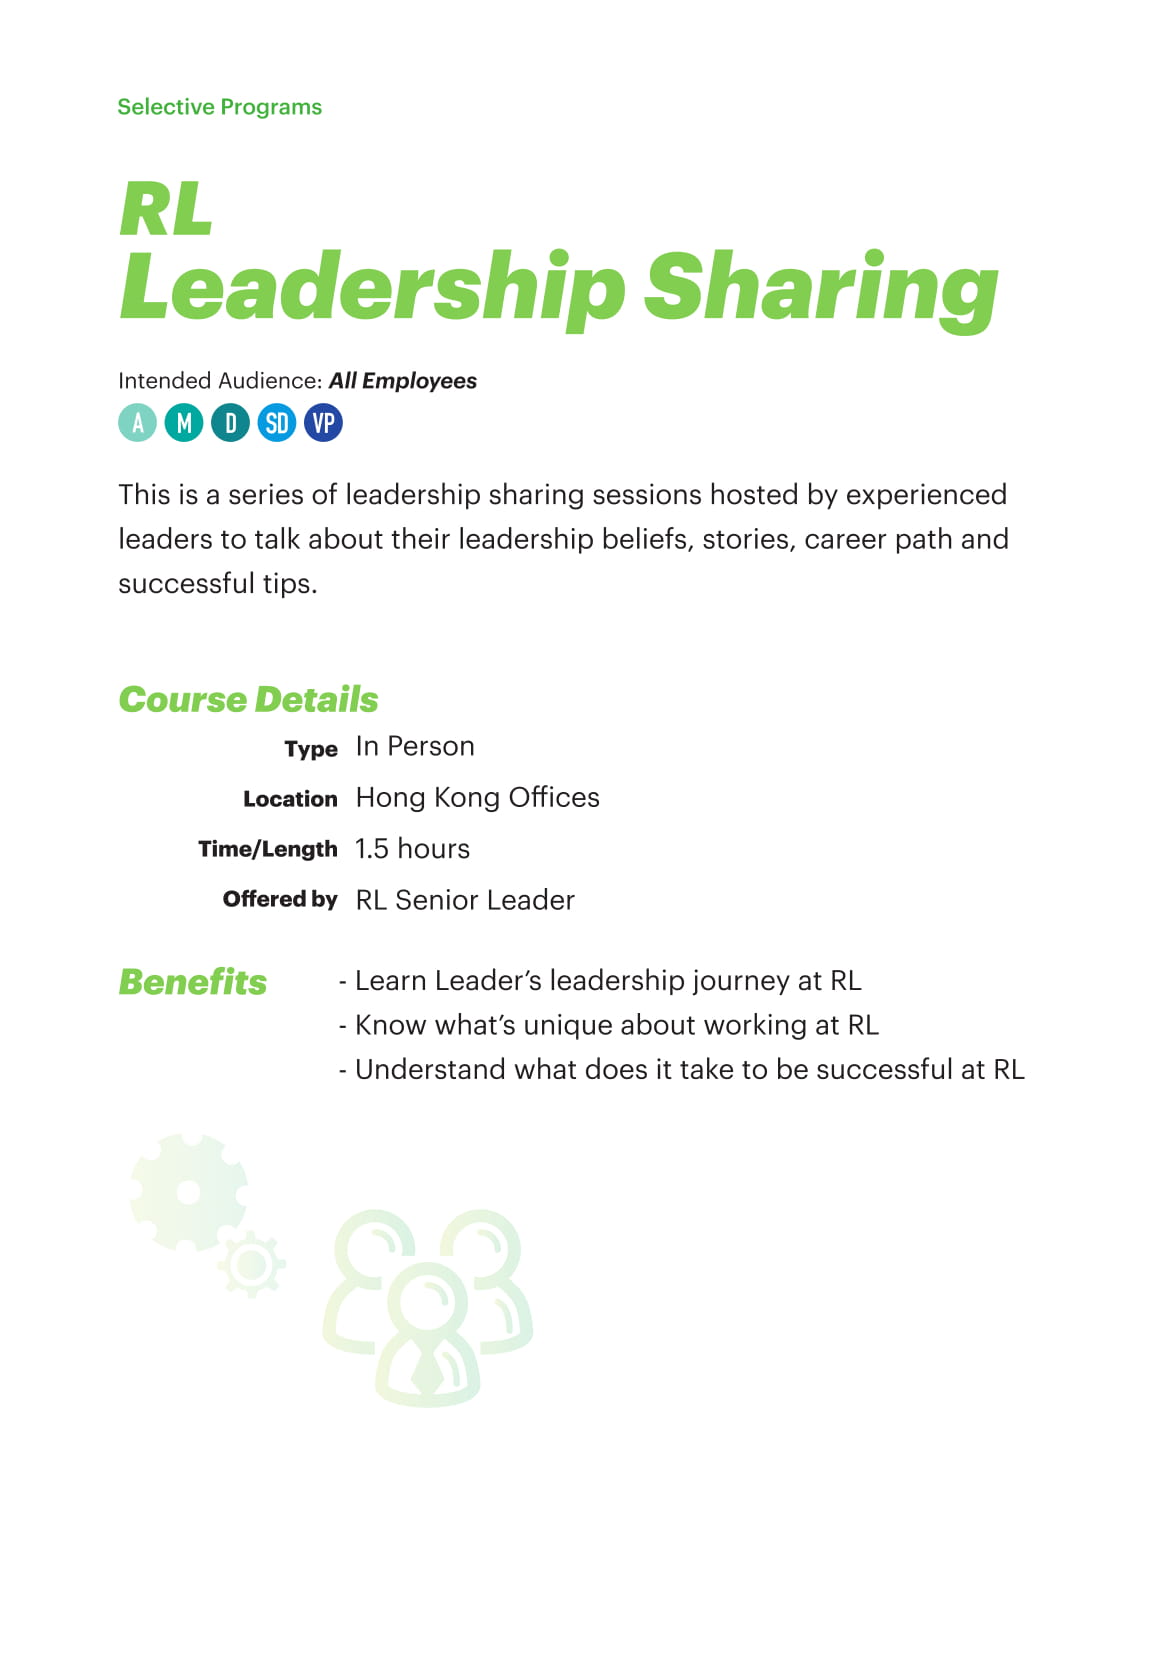 Selective Programs
RL
Leadership Sharing
Intended Audience: All Employees
A M D SD VP
This is a series of leadership sharing sessions hosted by experienced
leaders to talk about their leadership beliefs, stories, career path and
successful tips.
Course Details
Type In Person
Location Hong Kong Offices
Time/Length 1.5 hours
Offered by RL Senior Leader
Benefits - Learn Leader’s leadership journey at RL
- Know what’s unique about working at RL
- Understand what does it take to be successful at RL